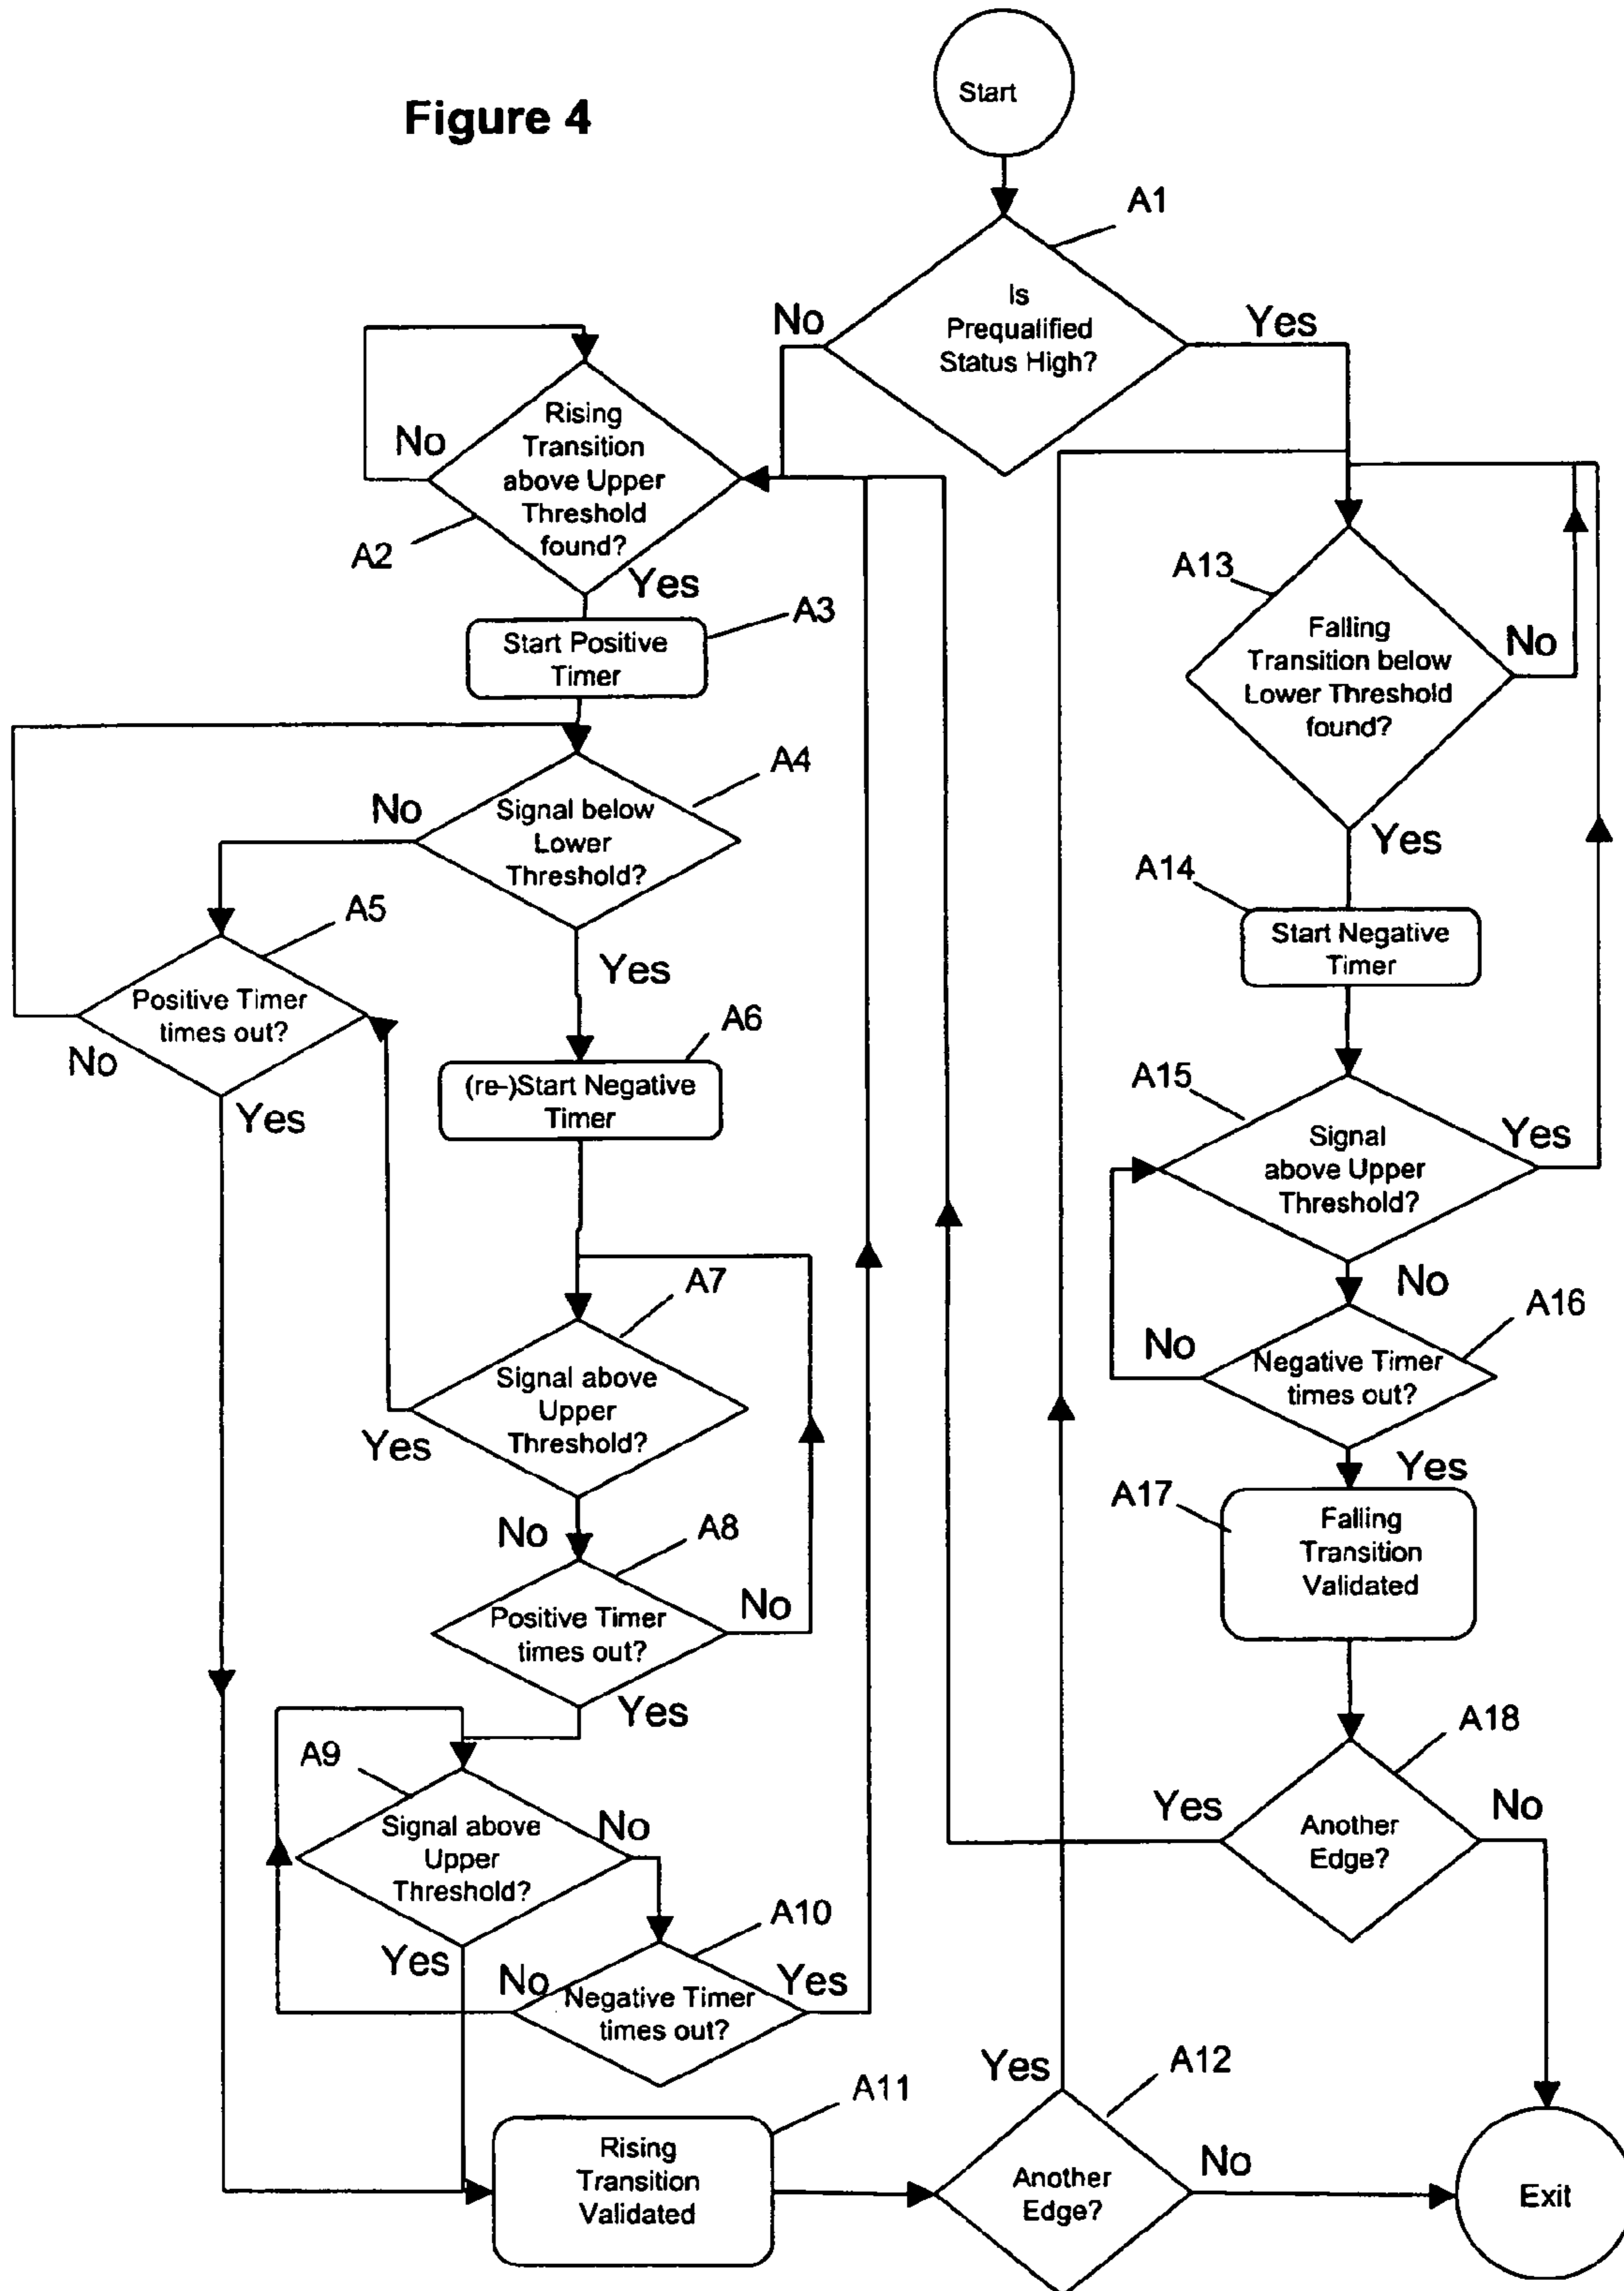 Figure 4
Start
A1
Is
Prequalified
Status High?
No
Yes
Rising
Transition
above Upper
Threshold
found?
No
A2
Yes
A3
Start Positive
Timer
A4
Signal below
Lower
Threshold?
No
Yes
A5
Positive Timer
times out?
No
Yes
A6
(re-)Start Negative
Timer
A7
Signal above
Upper
Threshold?
Yes
No
A8
Positive Timer
times out?
No
Yes
A9
Signal above
Upper
Threshold?
No
Yes
A10
Negative Timer
times out?
No
Yes
A11
Rising
Transition
Validated
A12
Another
Edge?
Yes
No
A13
Falling
Transition below
Lower Threshold
found?
No
Yes
A14
Start Negative
Timer
A15
Signal
above Upper
Threshold?
Yes
No
A16
Negative Timer
times out?
No
Yes
A17
Falling
Transition
Validated
A18
Another
Edge?
Yes
No
Exit